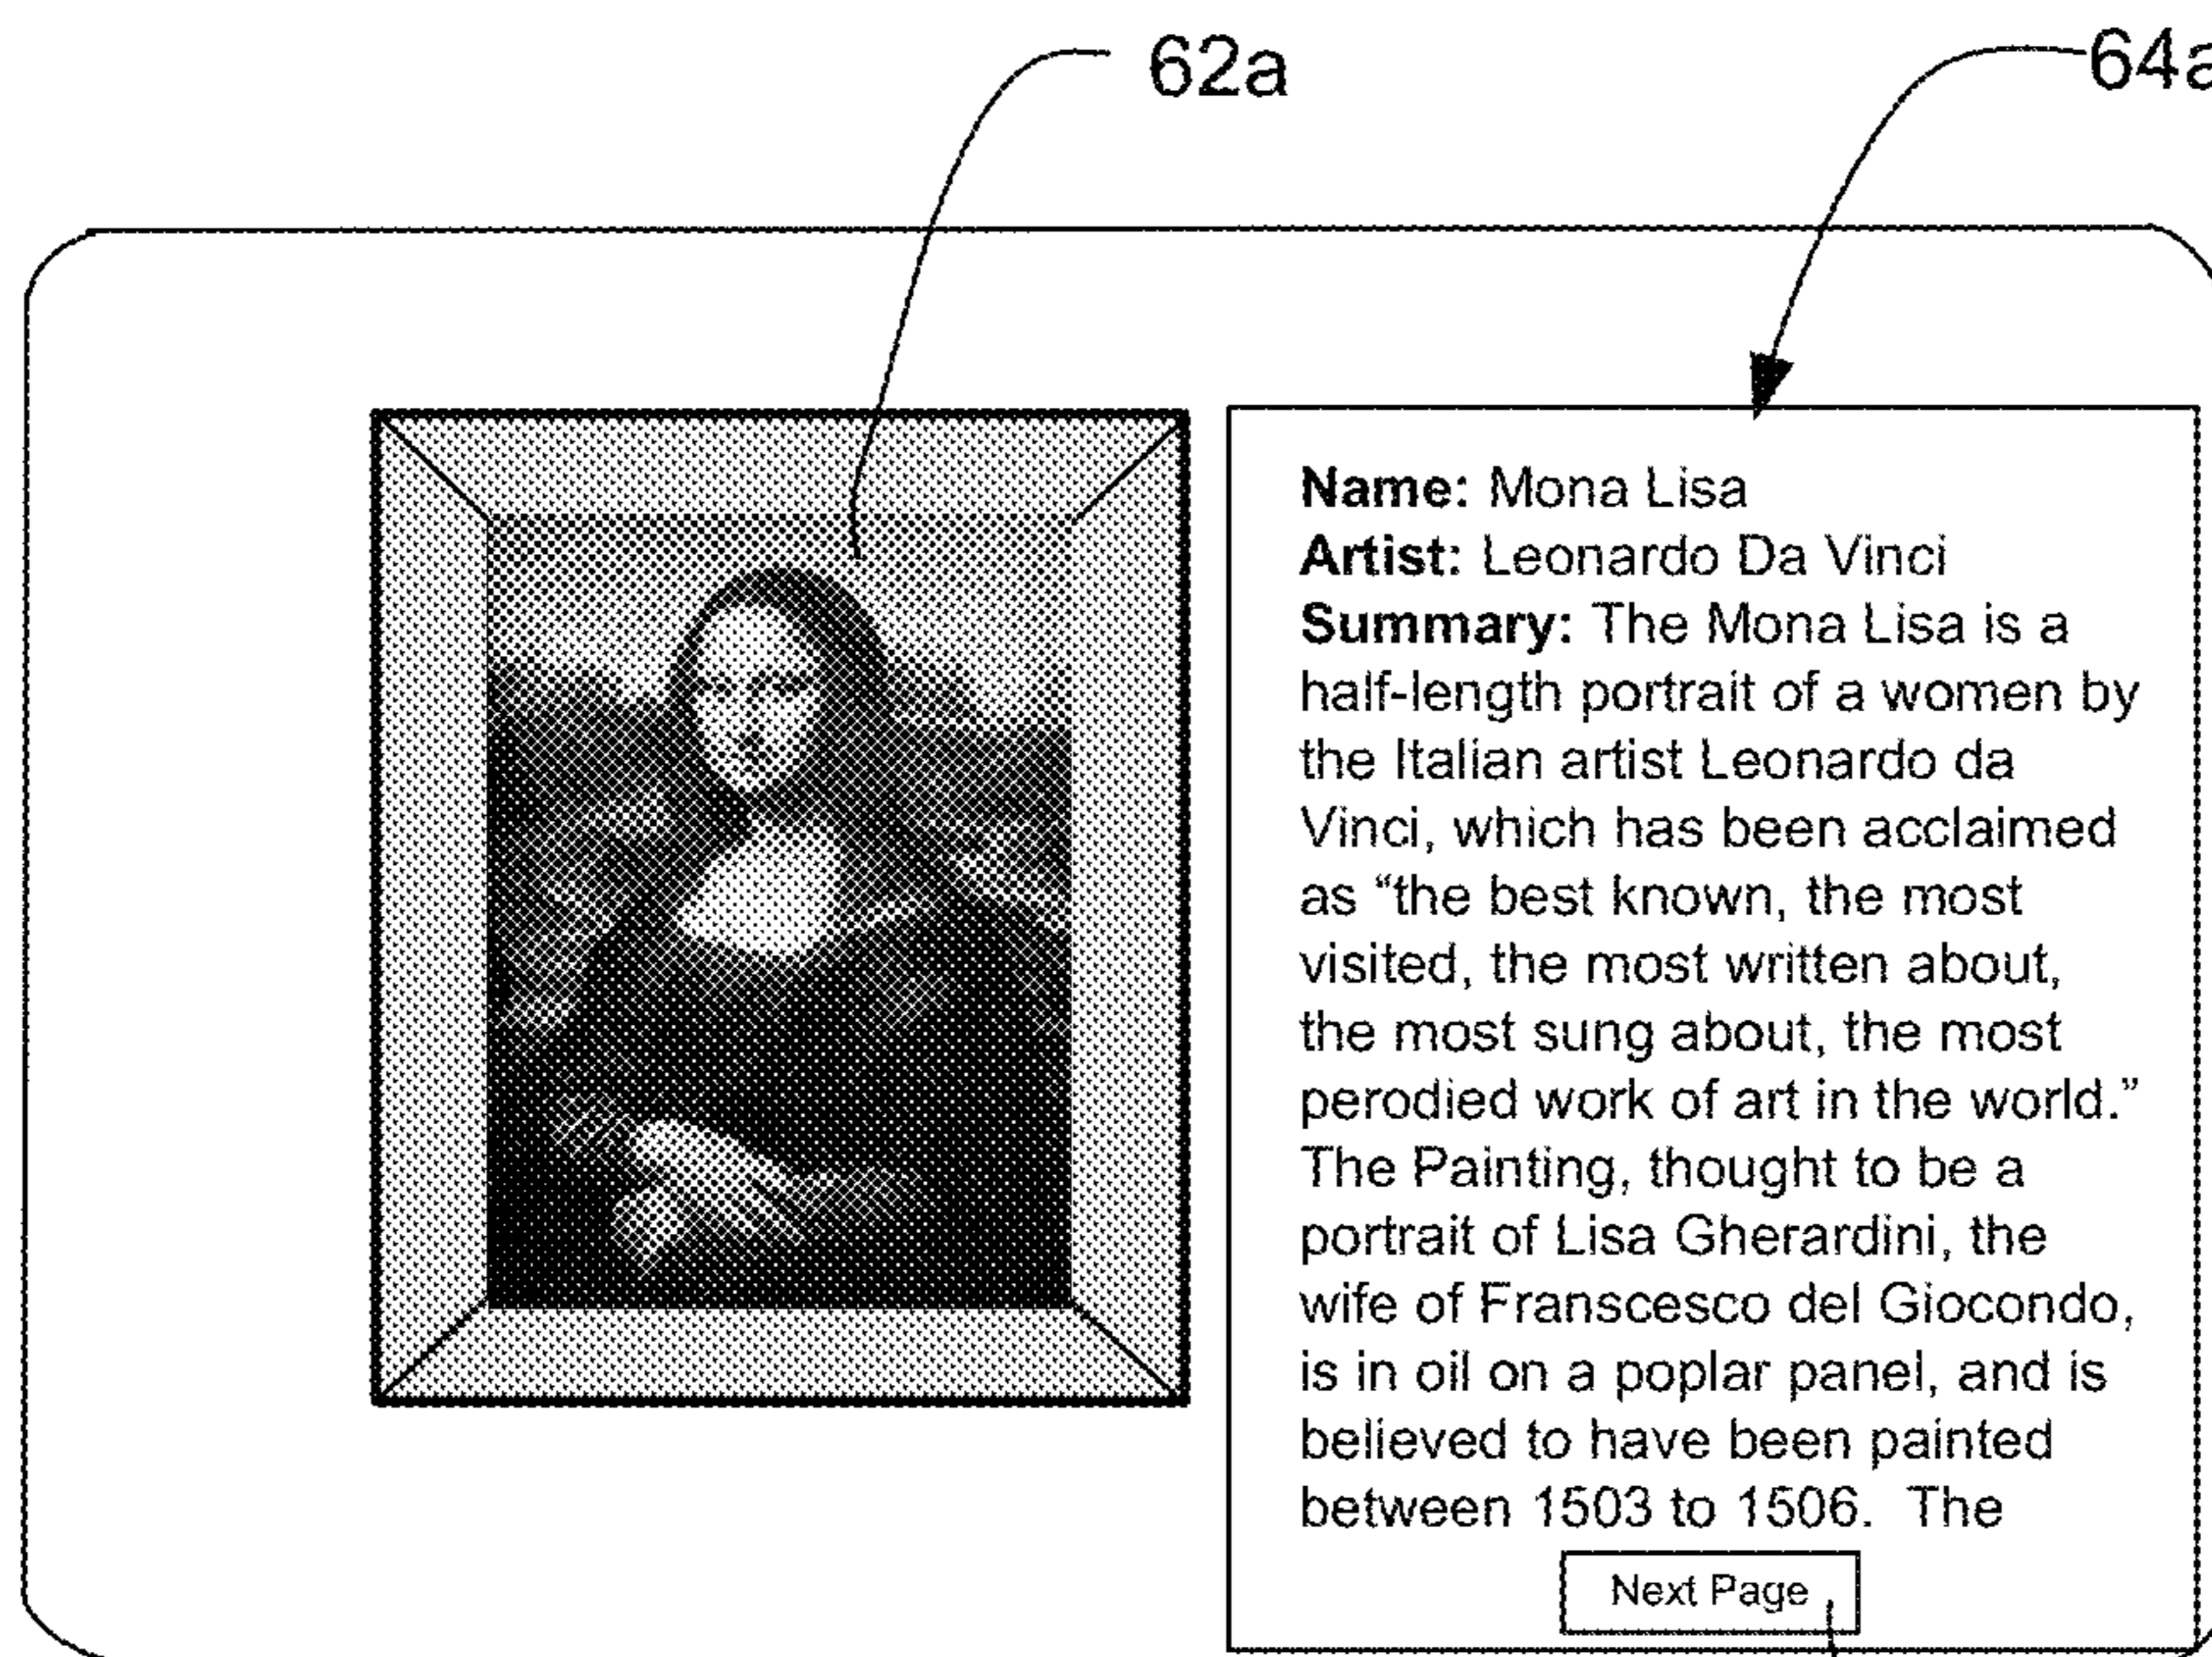 62a
64a
Name: Mona Lisa
Artist: Leonardo Da Vinci
Summary: The Mona Lisa is a
half-length portrait of a women by
the Italian artist Leonardo da
Vinci, which has been acclaimed
as “the best known, the most
visited, the most written about,
the most sung about, the most
perodied work of art in the world.”
The Painting, thought to be a
portrait of Lisa Gherardini, the
wife of Franscesco del Giocondo,
is in oil on a poplar panel, and is
believed to have been painted
between 1503 to 1506. The
Next Page